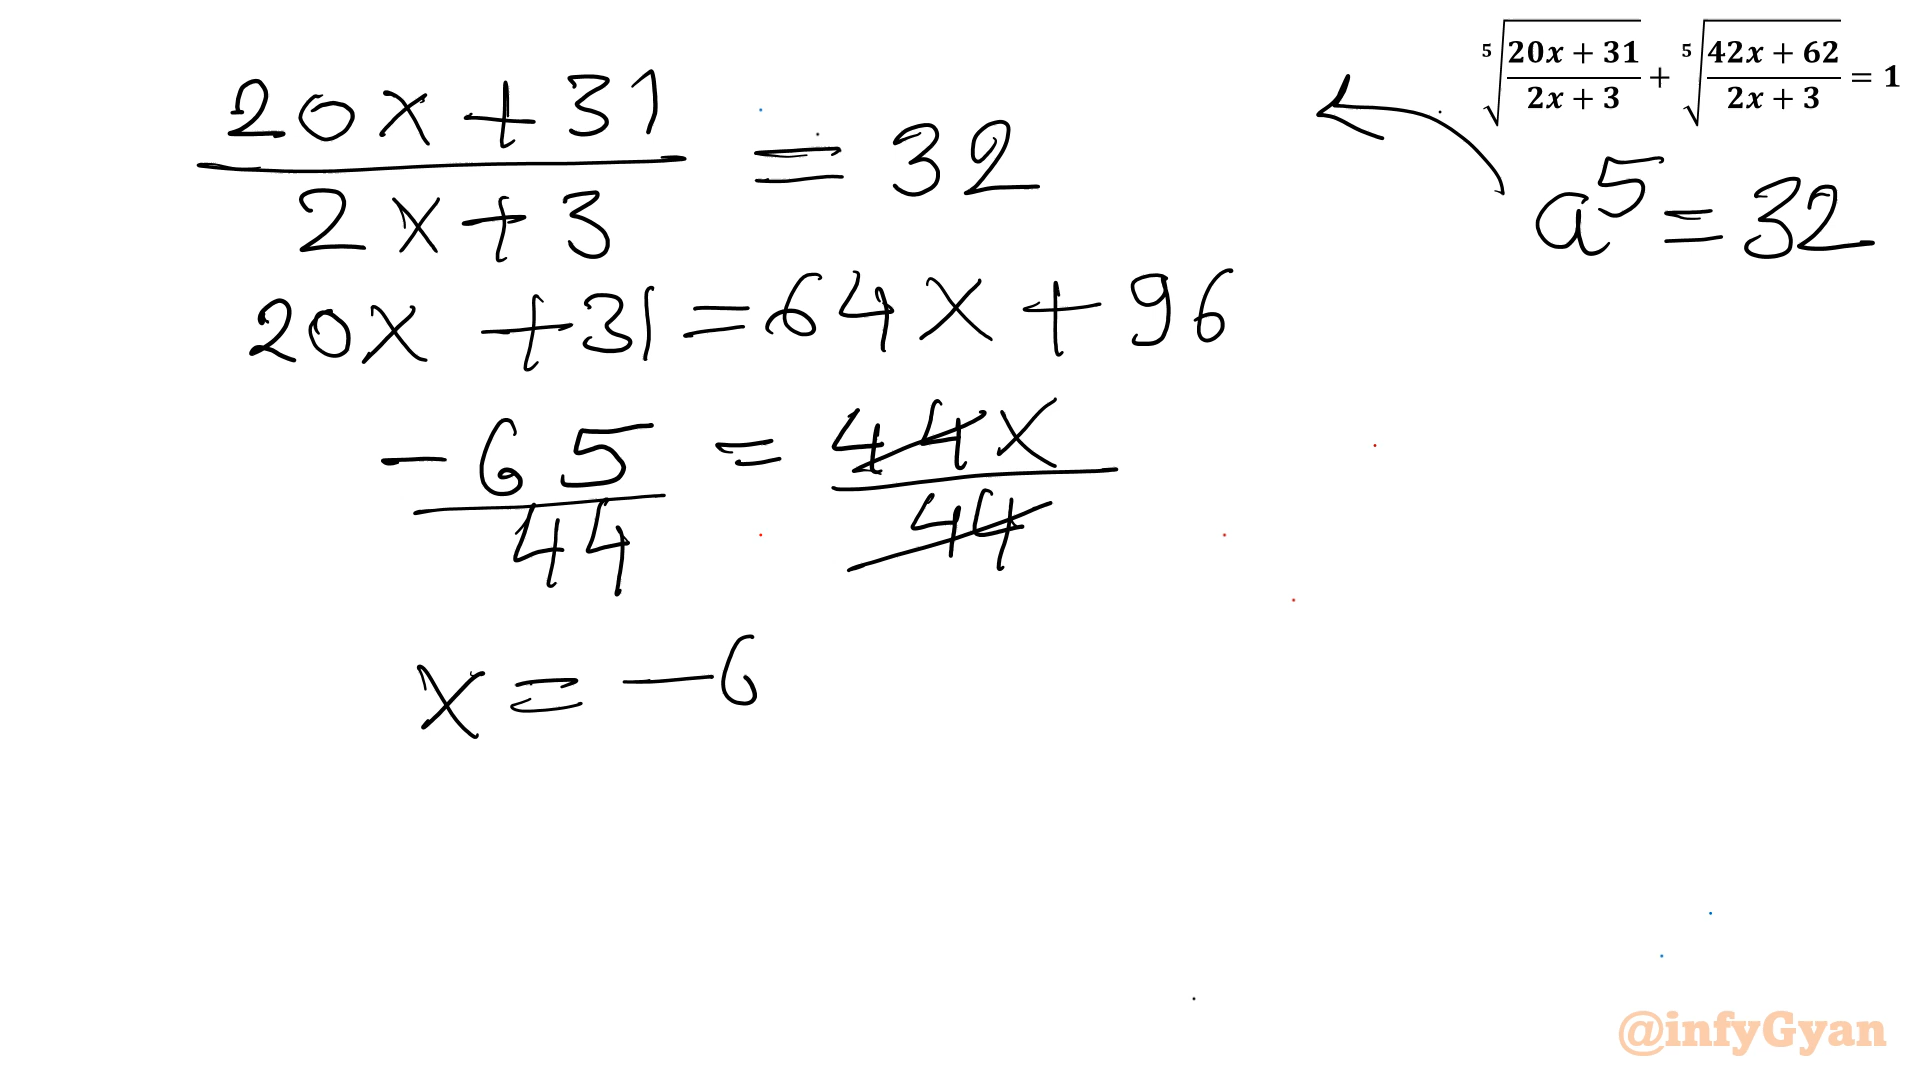 ⁵√((20x + 31)/(2x + 3)) + ⁵√((42x + 62)/(2x + 3)) = 1
a⁵ = 32
(20x + 31)/(2x + 3) = 32
20x + 31 = 64x + 96
-65/44 = 44x/44
x = -6
@infyGyan